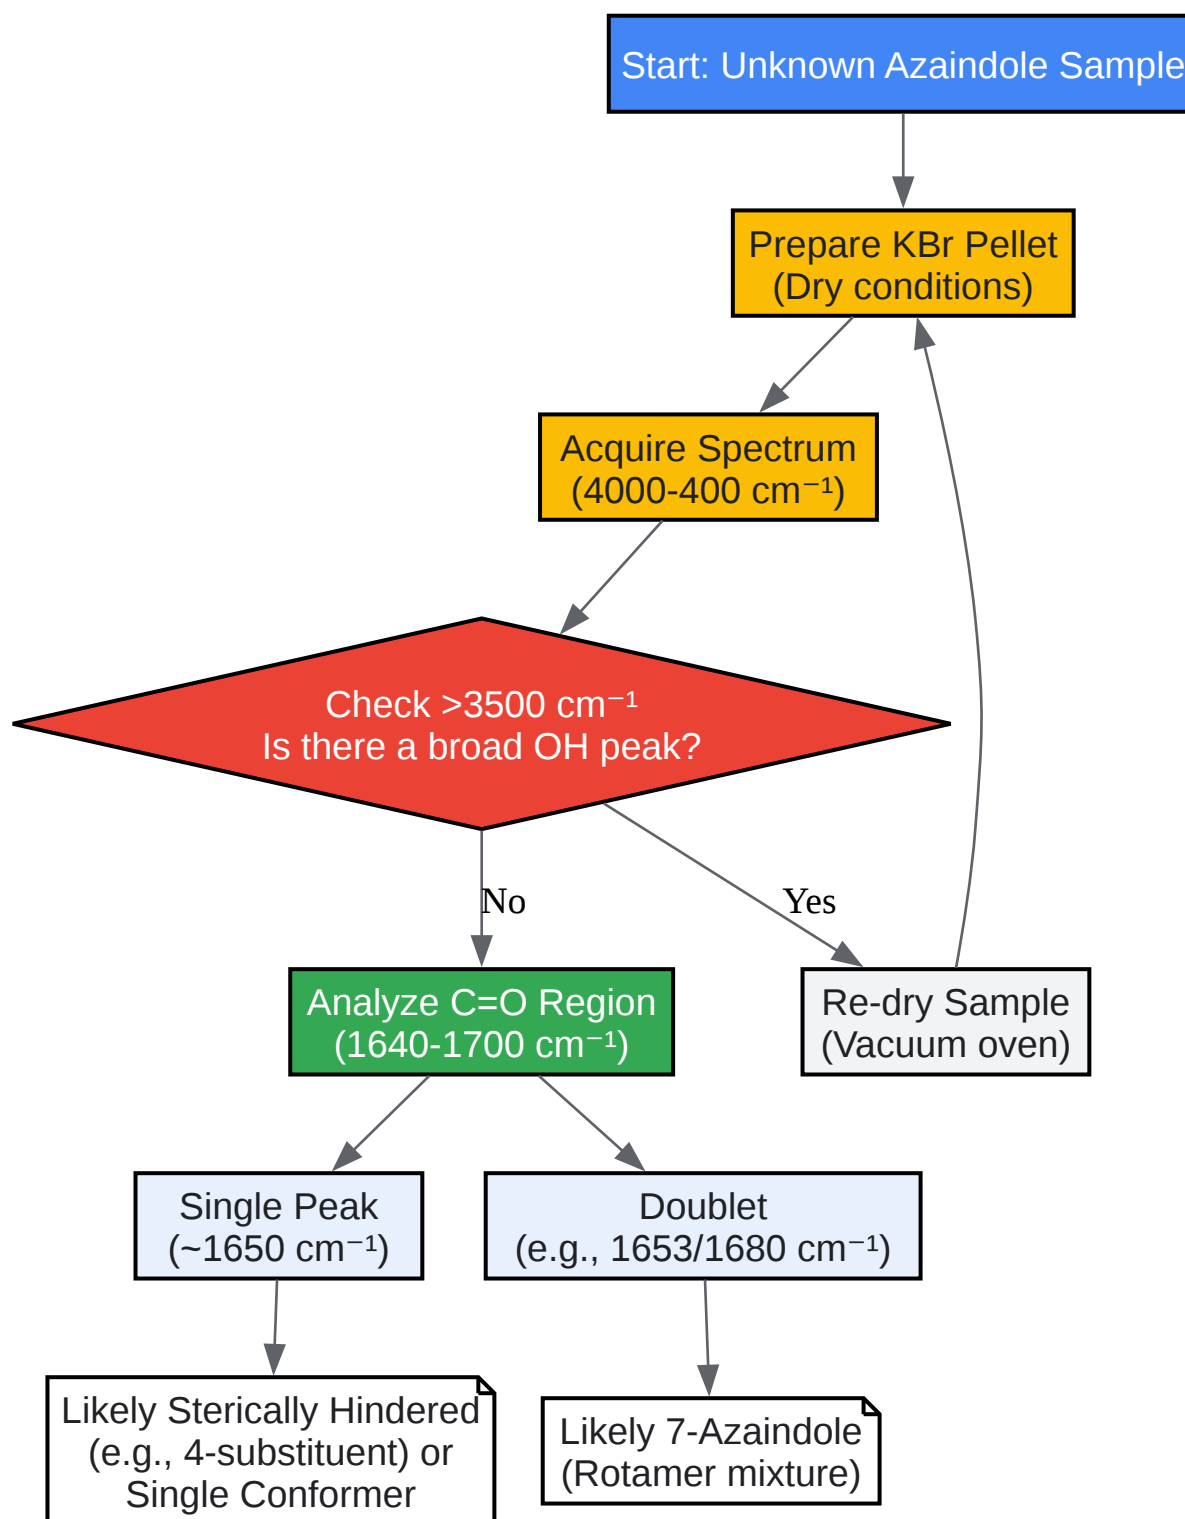 Start: Unknown Azaindole Sample
Prepare KBr Pellet
(Dry conditions)
Acquire Spectrum
(4000-400 cm⁻¹)
Check >3500 cm⁻¹
Is there a broad OH peak?
No
Yes
Analyze C=O Region
(1640-1700 cm⁻¹)
Re-dry Sample
(Vacuum oven)
Single Peak
(~1650 cm⁻¹)
Doublet
(e.g., 1653/1680 cm⁻¹)
Likely Sterically Hindered
(e.g., 4-substituent) or
Single Conformer
Likely 7-Azaindole
(Rotamer mixture)